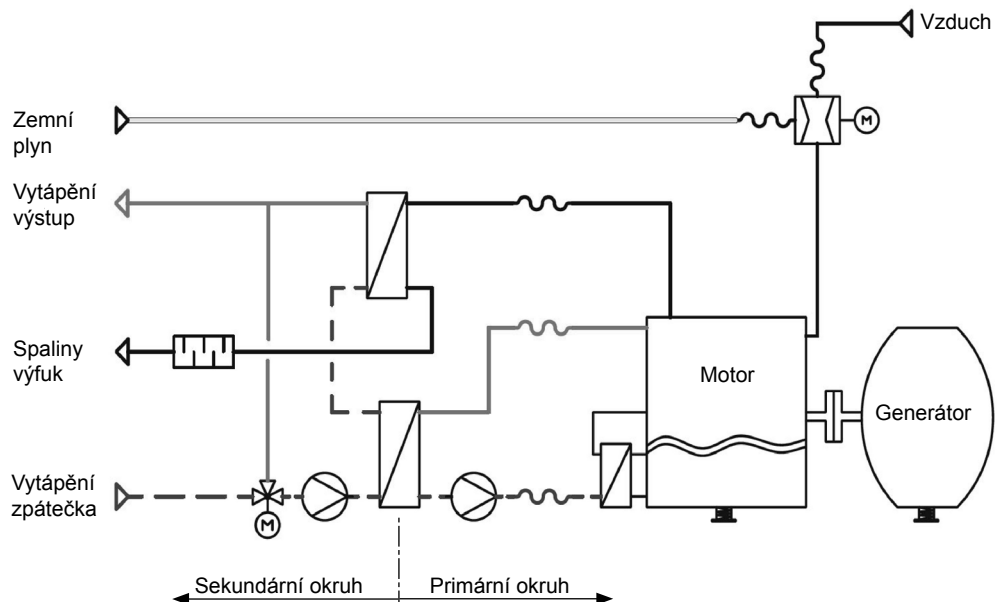 Vzduch
Zemní
plyn
M
Vytápění
výstup
Spaliny
výfuk
Motor
Generátor
Vytápění
zpátečka
M
Sekundární okruh
Primární okruh